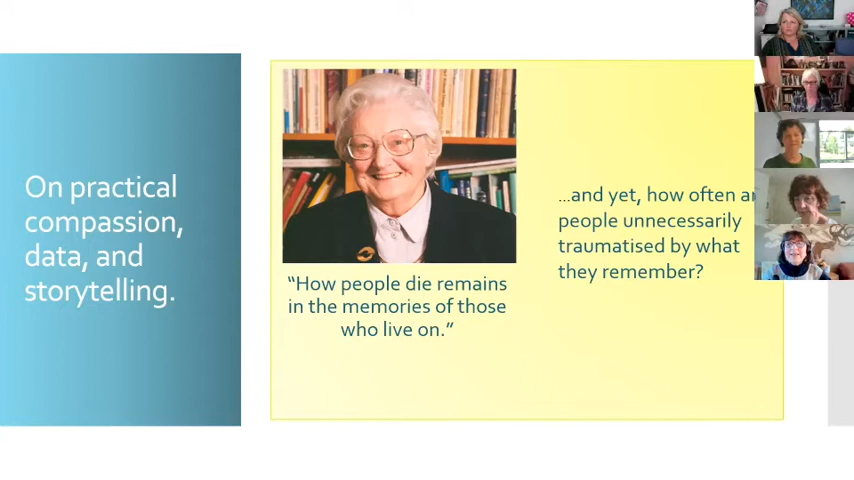 On practical
compassion,
data, and
storytelling.
“How people die remains
in the memories of those
who live on.”
...and yet, how often
people unnecessarily
traumatised by what
they remember?